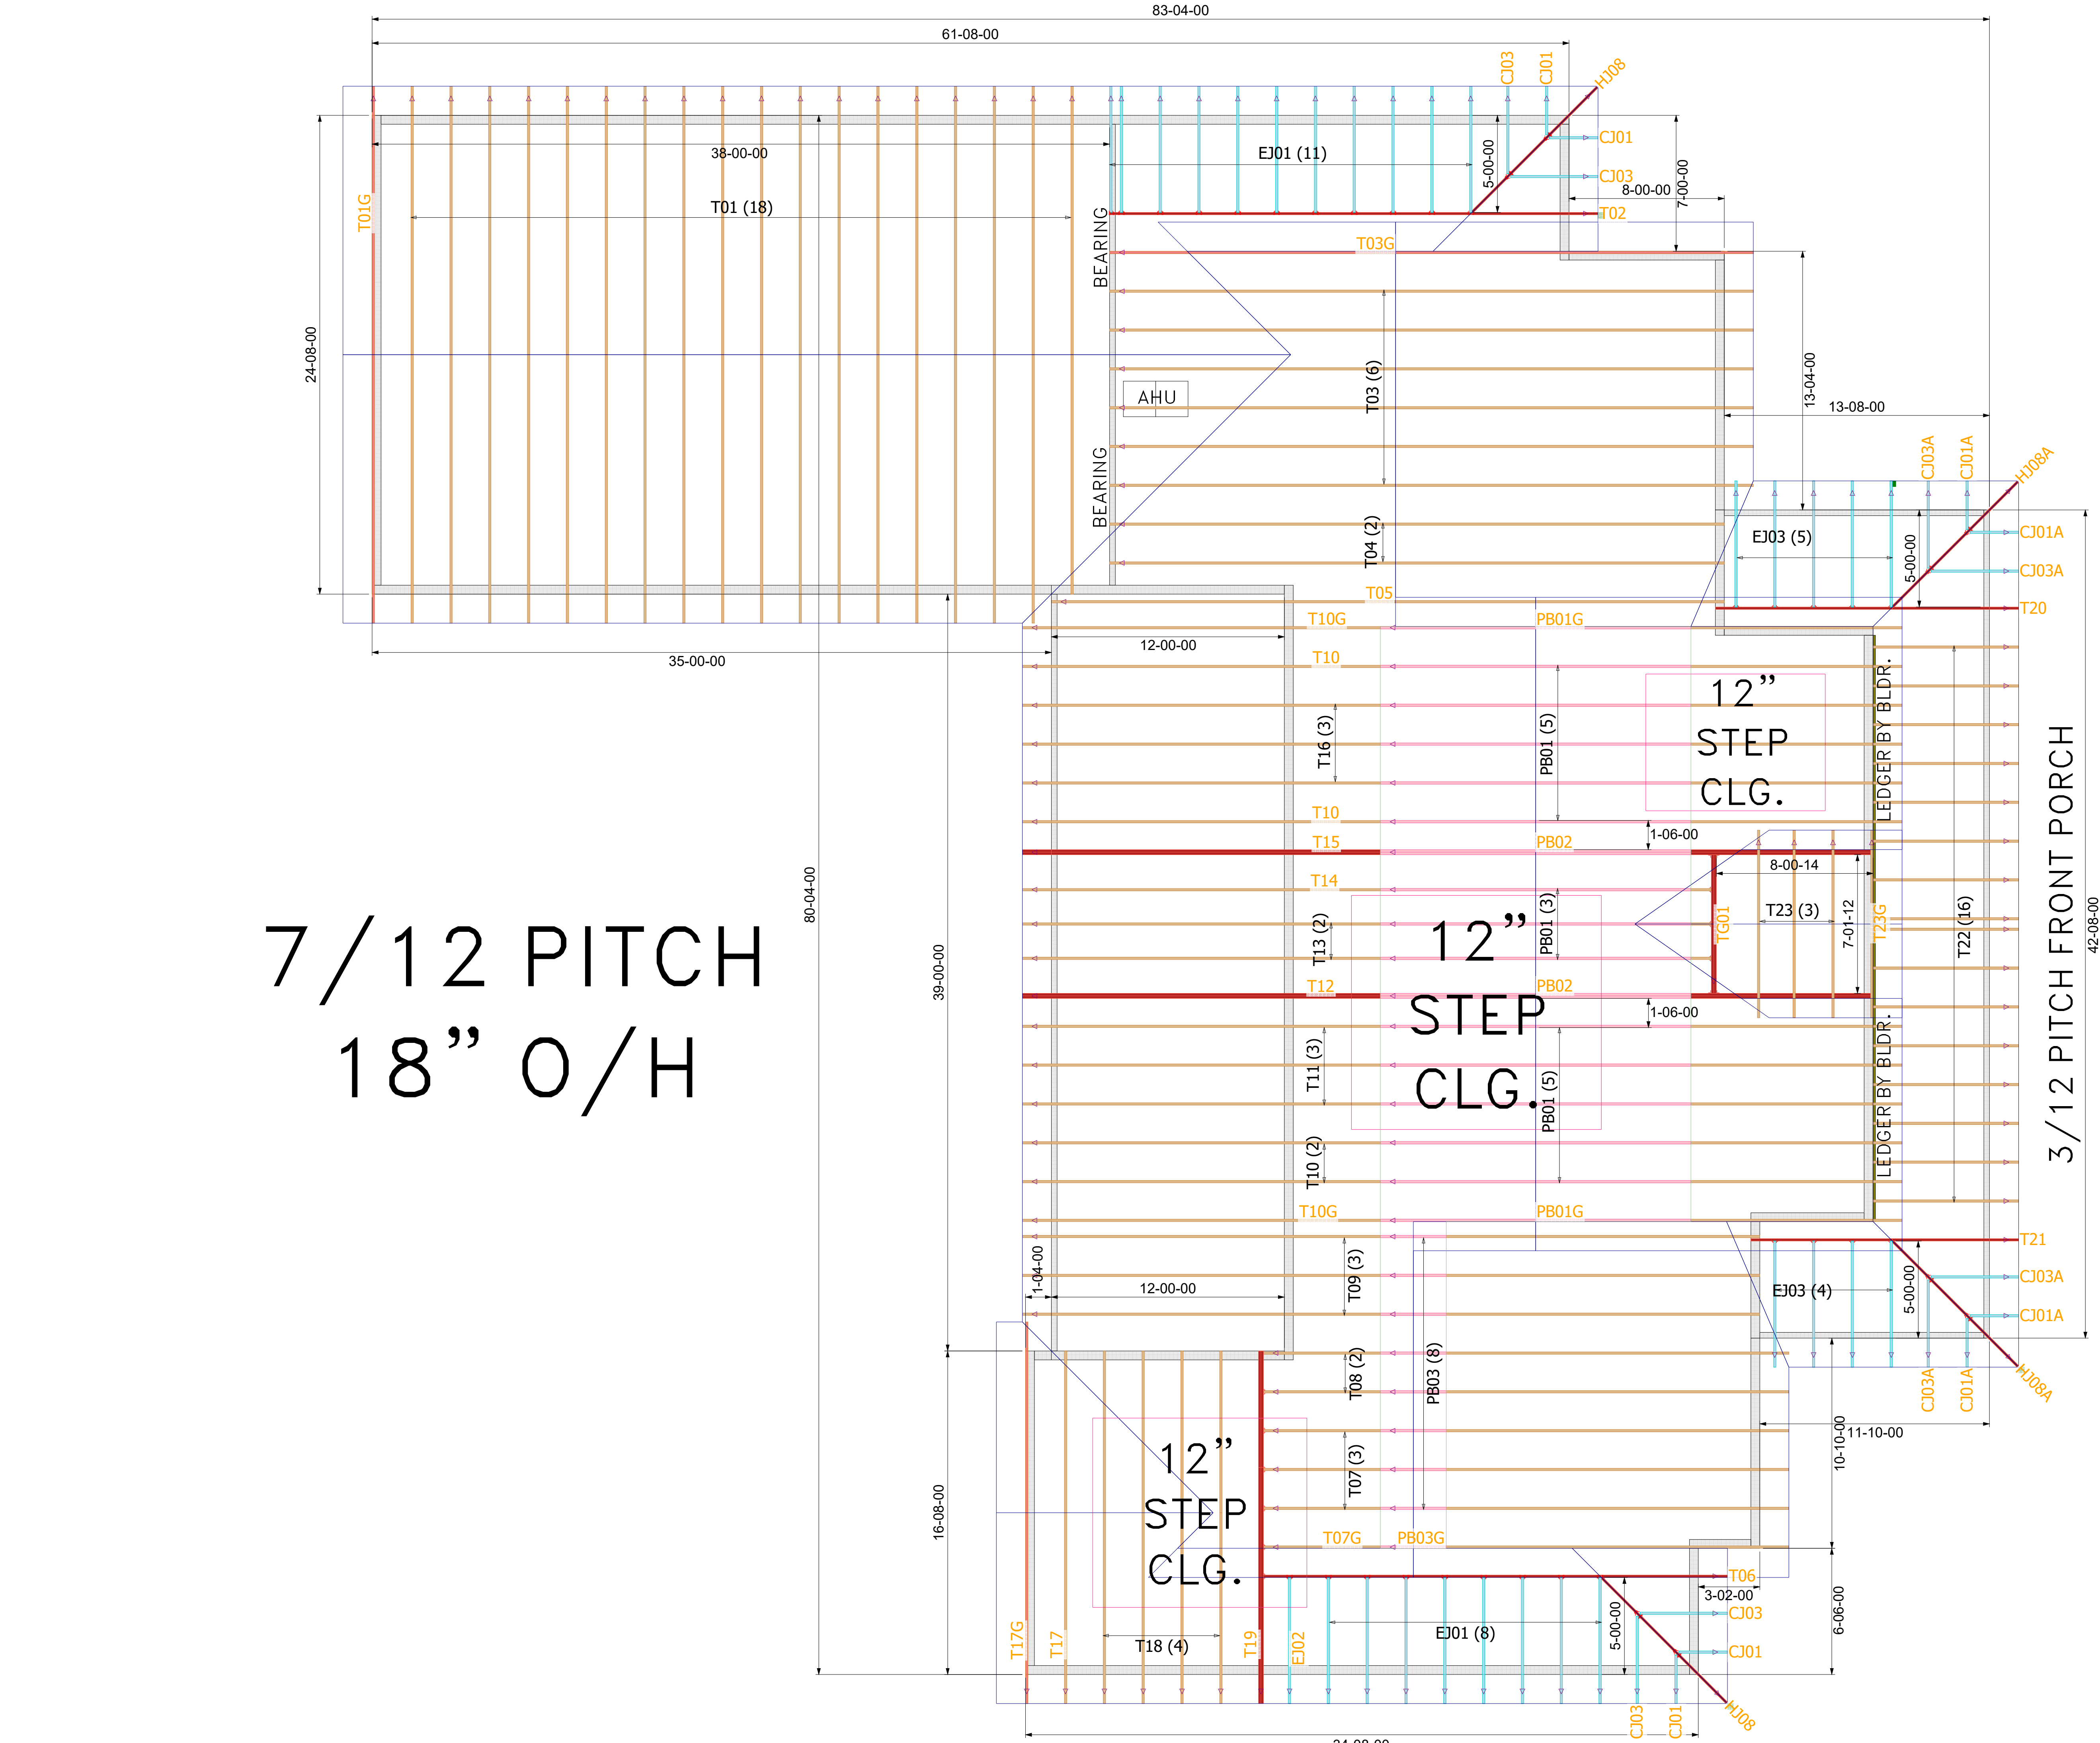 83-04-00
61-08-00
CJ03
CJ01
HJ08
CJ01
38-00-00
EJ01 (11)
5-00-00
7-00-00
CJ03
8-00-00
T01G
T01 (18)
T02
BEARING
T03G
24-08-00
13-04-00
T03 (6)
AHU
13-08-00
BEARING
CJ03A
CJ01A
HJ08A
T04 (2)
EJ03 (5)
5-00-00
CJ01A
CJ03A
T05
T20
T10G
PB01G
12-00-00
35-00-00
T10
LEDGER BY BLDR.
12”
STEP
CLG.
T16 (3)
PB01 (5)
T10
1-06-00
T15
PB02
8-00-14
80-04-00
T14
T13 (2)
PB01 (3)
TG01
T23 (3)
7-01-12
T23G
T22 (16)
3/12 PITCH FRONT PORCH
42-08-00
7/12 PITCH
18” O/H
39-00-00
12”
STEP
CLG.
T12
PB02
1-06-00
LEDGER BY BLDR.
T11 (3)
PB01 (5)
T10 (2)
T10G
PB01G
T21
1-04-00
12-00-00
T09 (3)
EJ03 (4)
5-00-00
CJ03A
CJ01A
HJ08A
CJ03A
CJ01A
T08 (2)
PB03 (8)
10-10-00
11-10-00
12”
STEP
CLG.
T07 (3)
16-08-00
T07G
PB03G
T06
3-02-00
6-06-00
CJ03
CJ01
T17G
T17
T18 (4)
T19
EJ02
EJ01 (8)
5-00-00
CJ03
CJ01
HJ08